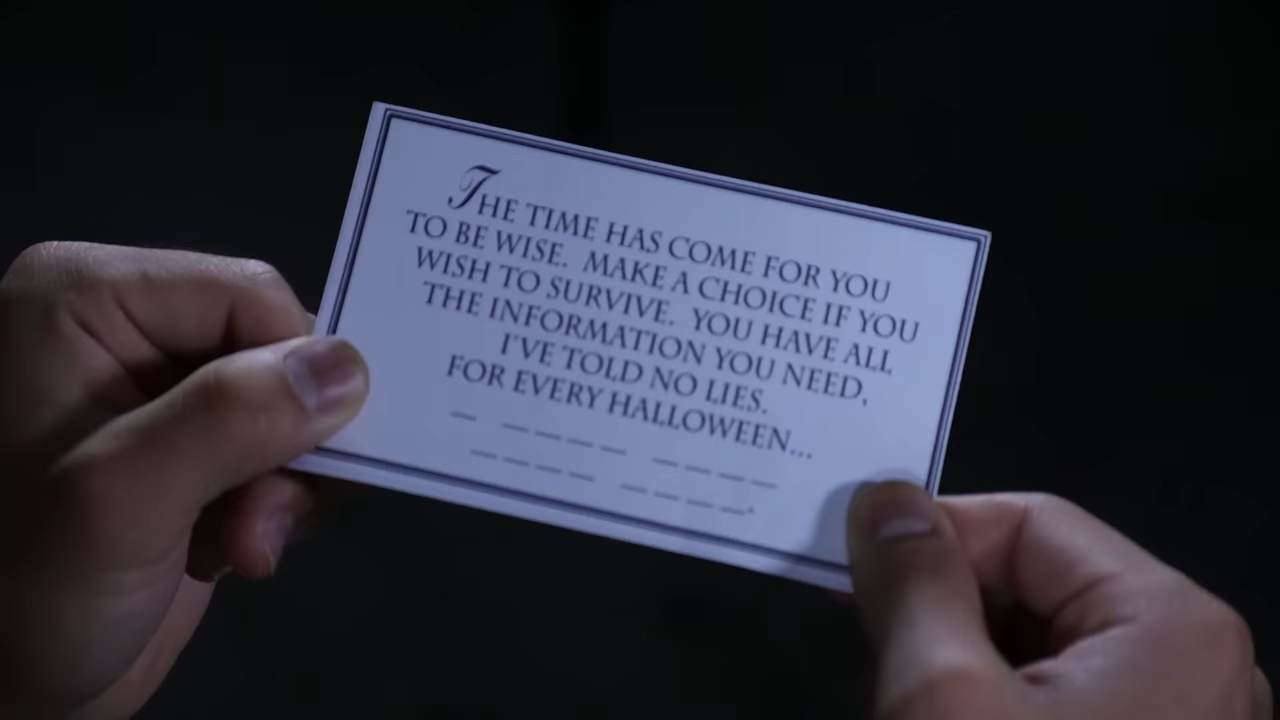 THE TIME HAS COME FOR YOU
TO BE WISE. MAKE A CHOICE IF YOU
WISH TO SURVIVE. YOU HAVE ALL
THE INFORMATION YOU NEED,
I'VE TOLD NO LIES.
FOR EVERY HALLOWEEN...
_ _ _ _ _ _ _ _ _
_ _ _ _ _ _ _ _.